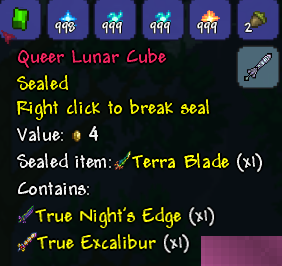 998 999 999 999 2
Queer Lunar Cube
Sealed
Right click to break seal
Value: 4
Sealed item: Terra Blade (x1)
Contains:
True Night's Edge (x1)
True Excalibur (x1)